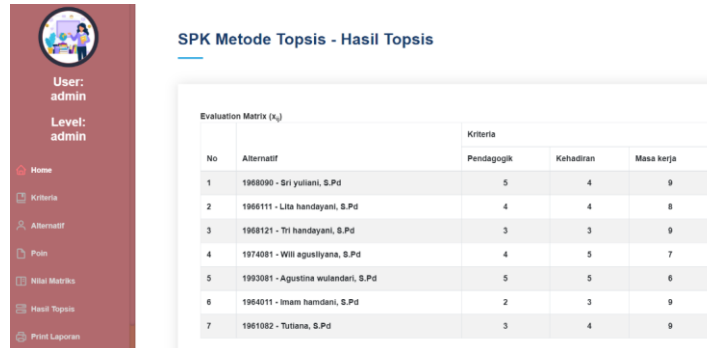 User:
admin
Level:
admin
Home
Kriteria
Alternatif
Poin
Nilai Matriks
Hasil Topsis
Print Laporan
SPK Metode Topsis - Hasil Topsis
Evaluation Matrix (xij)
Kriteria
No Alternatif Pendagogik Kehadiran Masa kerja
1 1968090 - Sri yuliani, S.Pd 5 4 9
2 1966111 - Lita handayani, S.Pd 4 4 8
3 1968121 - Tri handayani, S.Pd 3 3 9
4 1974081 - Wili agusliyana, S.Pd 4 5 7
5 1993081 - Agustina wulandari, S.Pd 5 5 6
6 1964011 - Imam hamdani, S.Pd 2 3 9
7 1961082 - Tutiana, S.Pd 3 4 9